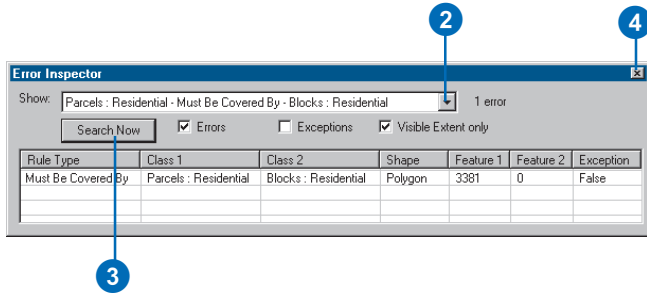 2
4
Error Inspector
Show: Parcels : Residential - Must Be Covered By - Blocks : Residential 1 error
Search Now Errors Exceptions Visible Extent only
Rule Type Class 1 Class 2 Shape Feature 1 Feature 2 Exception
Must Be Covered By Parcels : Residential Blocks : Residential Polygon 3381 0 False
3